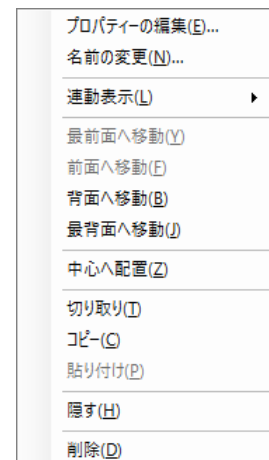 プロパティーの編集(E)...
名前の変更(N)...
連動表示(L)
最前面へ移動(Y)
前面へ移動(F)
背面へ移動(B)
最背面へ移動(J)
中心へ配置(Z)
切り取り(T)
コピー(C)
貼り付け(P)
隠す(H)
削除(D)